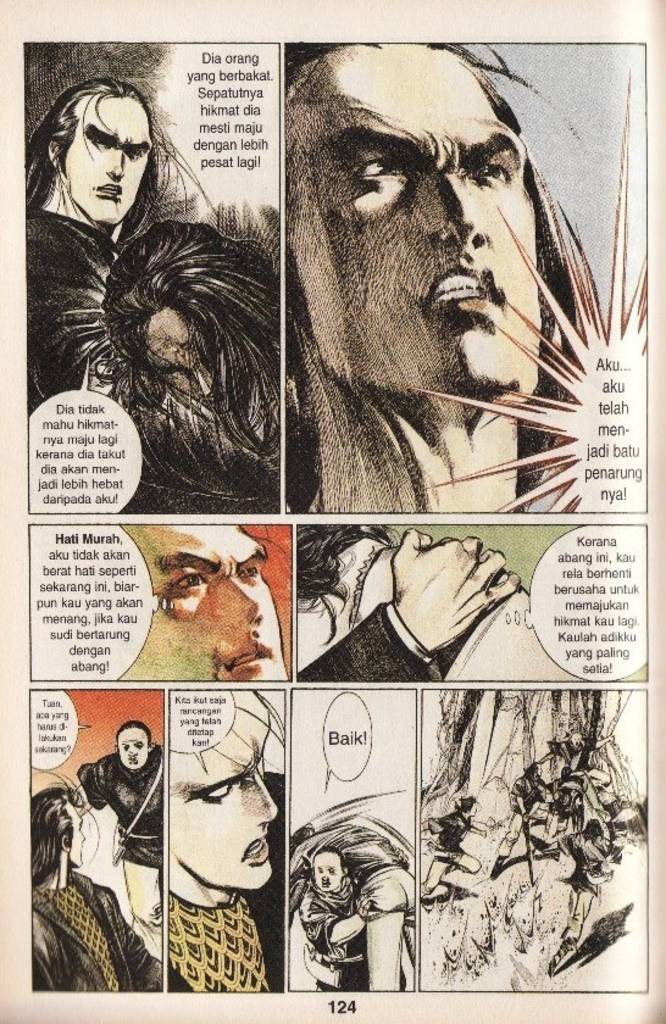 Dia orang
yang berbakat.
Sepatutnya
hikmat dia
mesti maju
dengan lebih
pesat lagi!
Dia tidak
mahu hikmat-
nya maju lagi
kerana dia takut
dia akan men-
jadi lebih hebat
daripada aku!
Aku...
aku
telah
men-
jadi batu
penarung
nya!
Hati Murah,
aku tidak akan
berat hati seperti
sekarang ini, biar-
pun kau yang akan
menang, jika kau
sudi bertarung
dengan
abang!
Kerana
abang ini, kau
rela berhenti
berusaha untuk
memajukan
hikmat kau lagi.
Kaulah adikku
yang paling
setia!
Tuan,
apa yang
harus di-
lakukan
sekarang?
Kita ikut saja
rancangan
yang telah
ditetap
kan!
Baik!
124